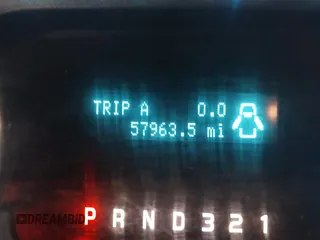 TRIP A 0.0
57963.5 mi
DREAMBID
P R N D 3 2 1